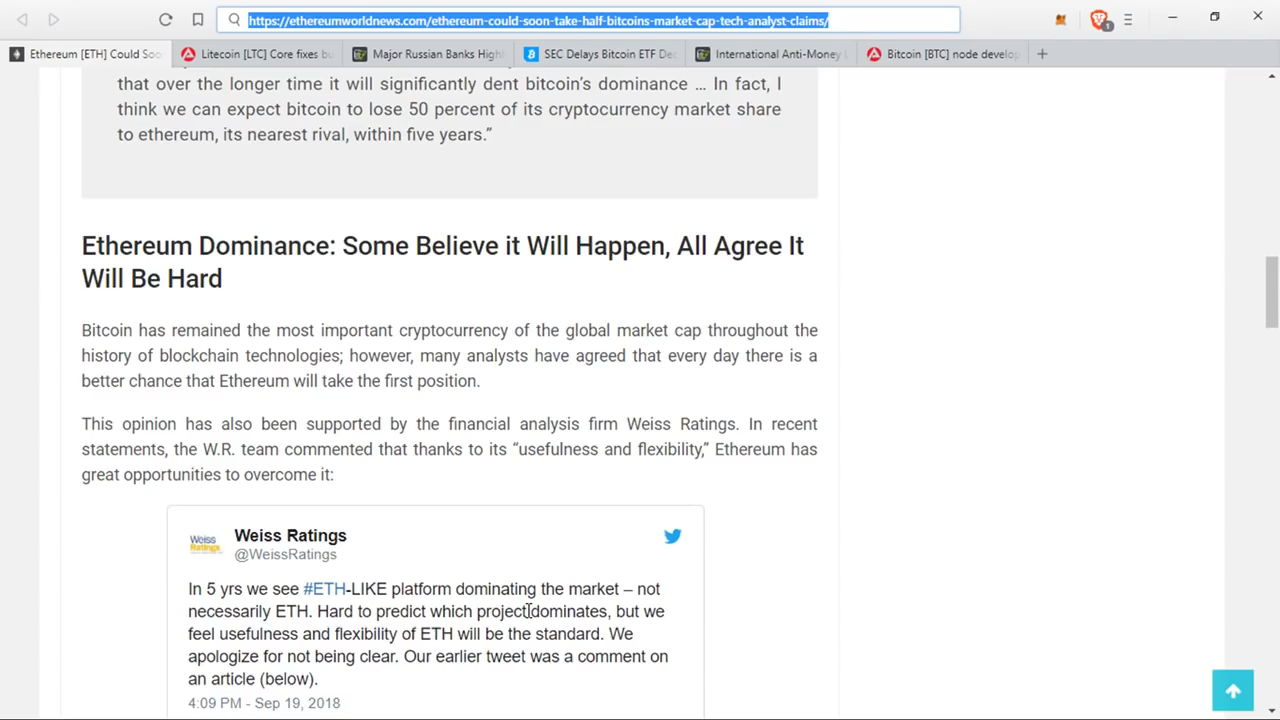 https://ethereumworldnews.com/ethereum-could-soon-take-half-bitcoins-market-cap-tech-analyst-claims/
1
Ethereum [ETH] Could Soo
Litecoin [LTC] Core fixes bu
Major Russian Banks High
SEC Delays Bitcoin ETF Dec
International Anti-Money L
Bitcoin [BTC] node develop
that over the longer time it will significantly dent bitcoin's dominance … In fact, I
think we can expect bitcoin to lose 50 percent of its cryptocurrency market share
to ethereum, its nearest rival, within five years.”
Ethereum Dominance: Some Believe it Will Happen, All Agree It
Will Be Hard
Bitcoin has remained the most important cryptocurrency of the global market cap throughout the
history of blockchain technologies; however, many analysts have agreed that every day there is a
better chance that Ethereum will take the first position.
This opinion has also been supported by the financial analysis firm Weiss Ratings. In recent
statements, the W.R. team commented that thanks to its “usefulness and flexibility,” Ethereum has
great opportunities to overcome it:
Weiss Ratings
Weiss Ratings
@WeissRatings
In 5 yrs we see #ETH-LIKE platform dominating the market – not
necessarily ETH. Hard to predict which project dominates, but we
feel usefulness and flexibility of ETH will be the standard. We
apologize for not being clear. Our earlier tweet was a comment on
an article (below).
4:09 PM - Sep 19, 2018